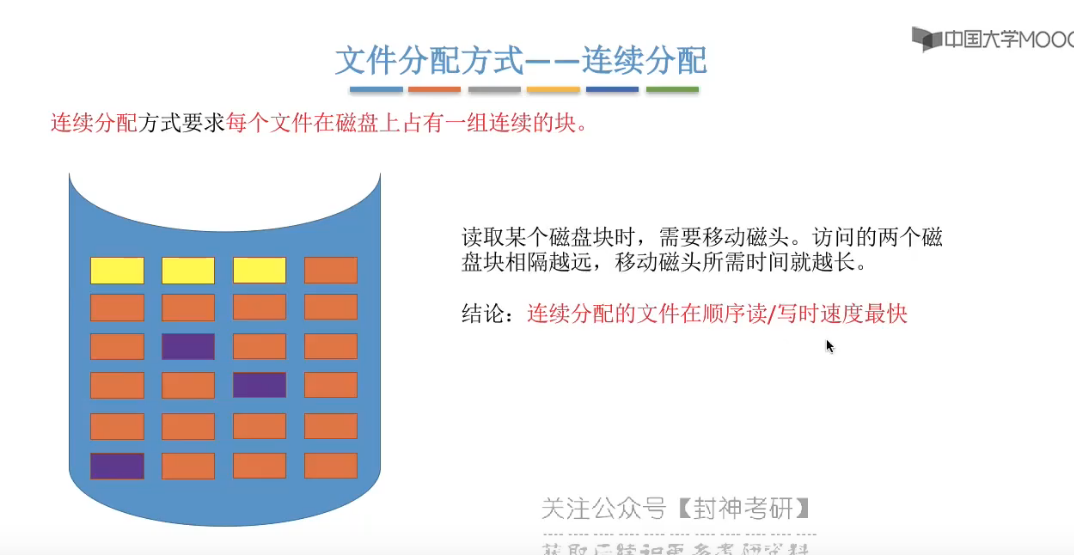 中国大学MOOC
文件分配方式——连续分配
连续分配方式要求每个文件在磁盘上占有一组连续的块。
读取某个磁盘块时，需要移动磁头。访问的两个磁
盘块相隔越远，移动磁头所需时间就越长。
结论：连续分配的文件在顺序读/写时速度最快
关注公众号【封神考研】